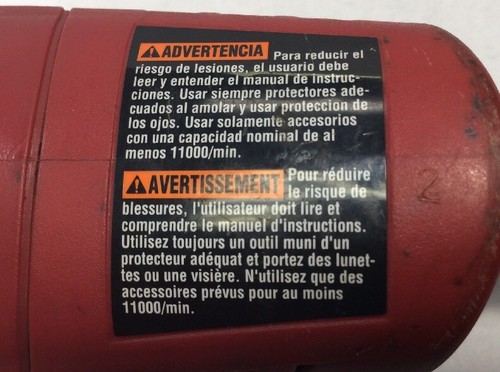 ADVERTENCIA Para reducir el
riesgo de lesiones, el usuario debe
leer y entender el manual de instruc-
ciones. Usar siempre protectores ade-
cuados al amolar y usar proteccion de
los ojos. Usar solamente accesorios
con una capacidad nominal de al
menos 11000/min.
AVERTISSEMENT Pour réduire
le risque de
blessures, l'utilisateur doit lire et
comprendre le manuel d'instructions.
Utilisez toujours un outil muni d'un
protecteur adéquat et portez des lunet-
tes ou une visière. N'utilisez que des
accessoires prévus pour au moins
11000/min.
2